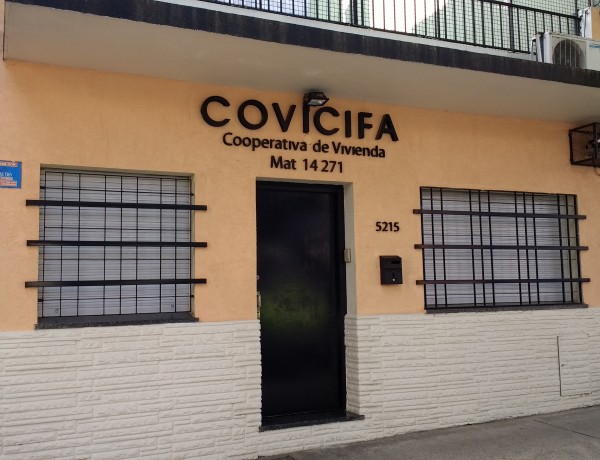 COVICIFA
Cooperativa de Vivienda
Mat 14 271
5215